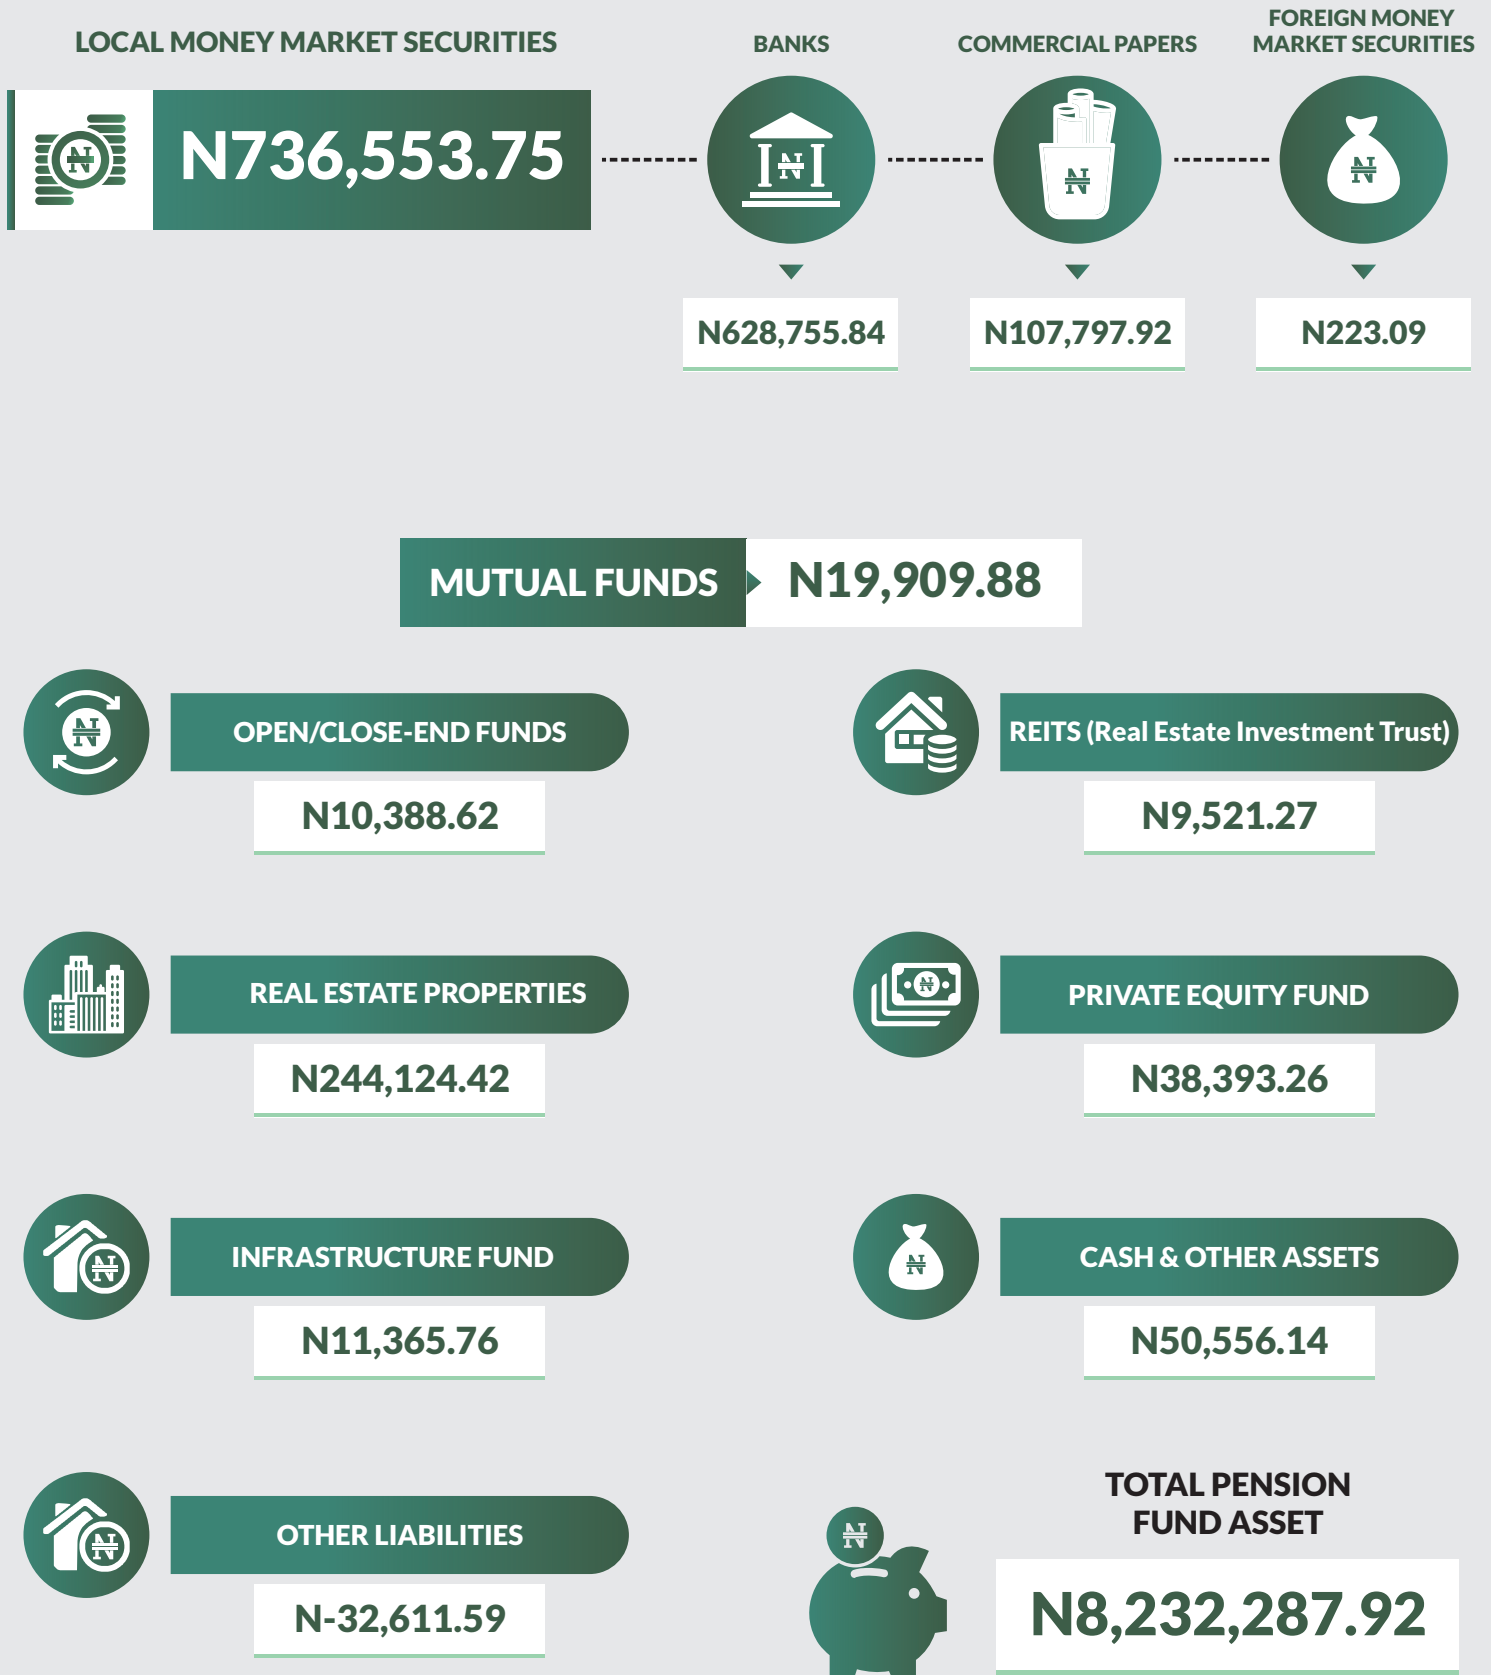 LOCAL MONEY MARKET SECURITIES
N736,553.75
BANKS
N628,755.84
COMMERCIAL PAPERS
N107,797.92
FOREIGN MONEY
MARKET SECURITIES
N223.09
MUTUAL FUNDS
N19,909.88
OPEN/CLOSE-END FUNDS
N10,388.62
REITS (Real Estate Investment Trust)
N9,521.27
REAL ESTATE PROPERTIES
N244,124.42
PRIVATE EQUITY FUND
N38,393.26
INFRASTRUCTURE FUND
N11,365.76
CASH & OTHER ASSETS
N50,556.14
OTHER LIABILITIES
N-32,611.59
TOTAL PENSION
FUND ASSET
N8,232,287.92